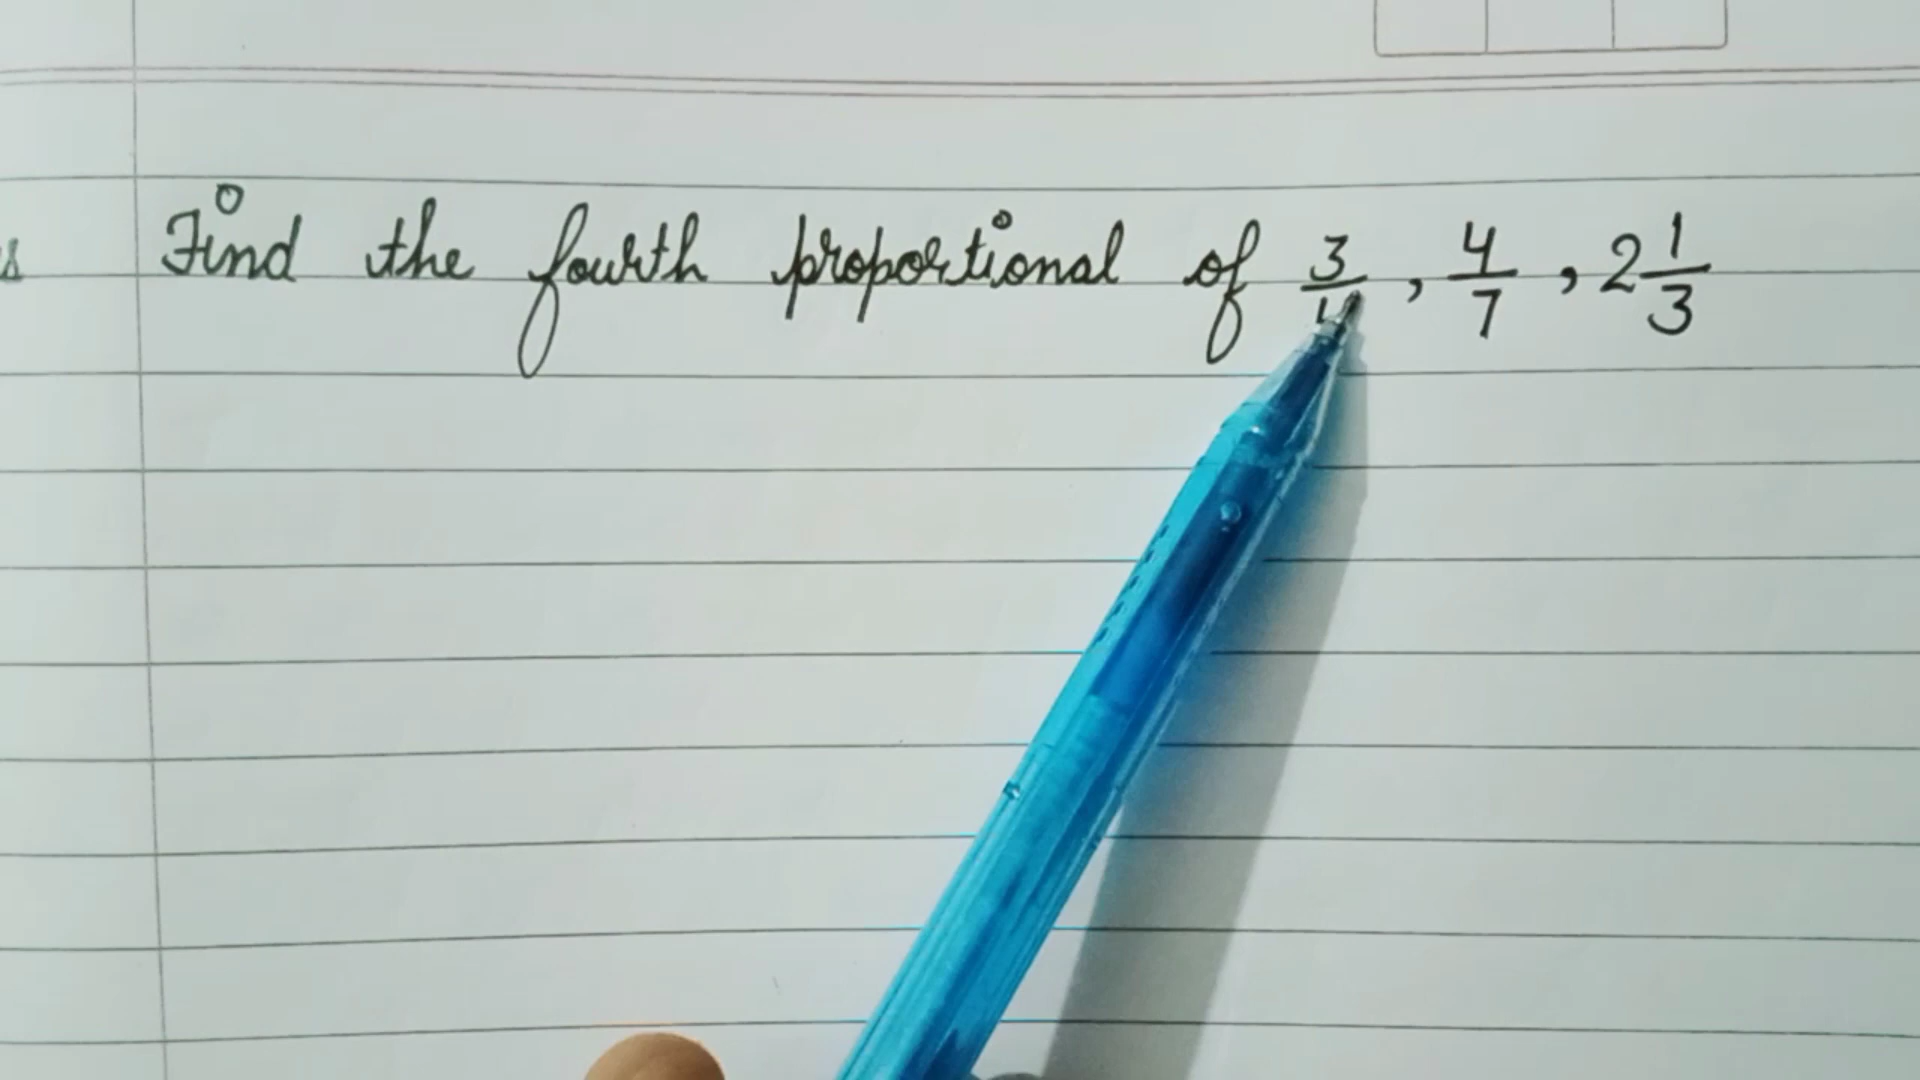 Find the fourth proportional of 3/4, 4/7, 2 1/3